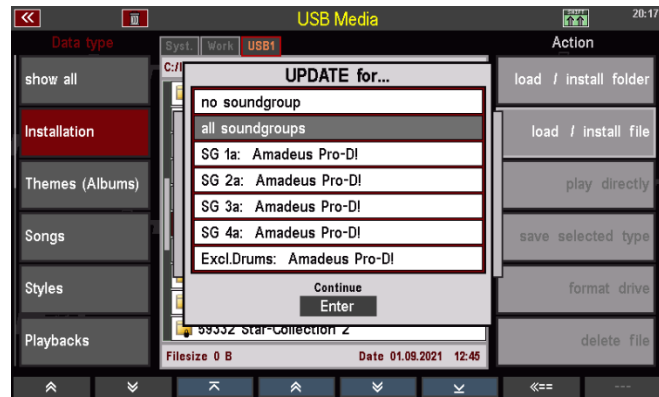 «
USB Media
SHIFT
20:17
Data type
Syst.
Work
USB1
Action
C:/I
show all
Installation
Themes (Albums)
Songs
Styles
Playbacks
UPDATE for...
no soundgroup
all soundgroups
SG 1a: Amadeus Pro-D!
SG 2a: Amadeus Pro-D!
SG 3a: Amadeus Pro-D!
SG 4a: Amadeus Pro-D!
Excl.Drums: Amadeus Pro-D!
Continue
Enter
59332 Star-Collection 2
Filesize 0 B
Date 01.09.2021 12:45
load / install folder
load / install file
play directly
save selected type
format drive
delete file
«==
---